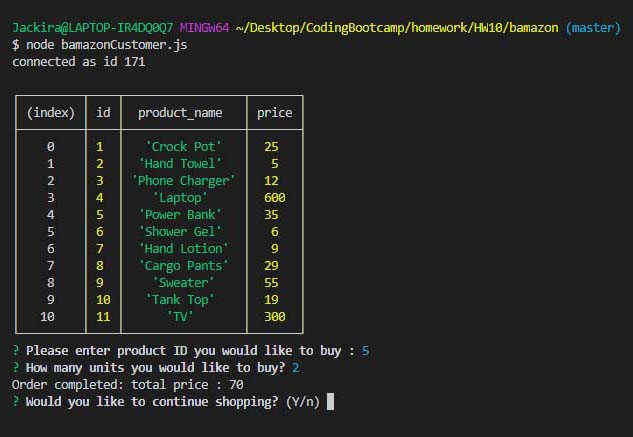 Jackira@LAPTOP-IR4DQ0Q7 MINGW64 ~/Desktop/CodingBootcamp/homework/HW10/bamazon (master)
$ node bamazonCustomer.js
connected as id 171
(index) id product_name price
0 1 'Crock Pot' 25
1 2 'Hand Towel' 5
2 3 'Phone Charger' 12
3 4 'Laptop' 600
4 5 'Power Bank' 35
5 6 'Shower Gel' 6
6 7 'Hand Lotion' 9
7 8 'Cargo Pants' 29
8 9 'Sweater' 55
9 10 'Tank Top' 19
10 11 'TV' 300
? Please enter product ID you would like to buy : 5
? How many units you would like to buy? 2
Order completed: total price : 70
? Would you like to continue shopping? (Y/n)